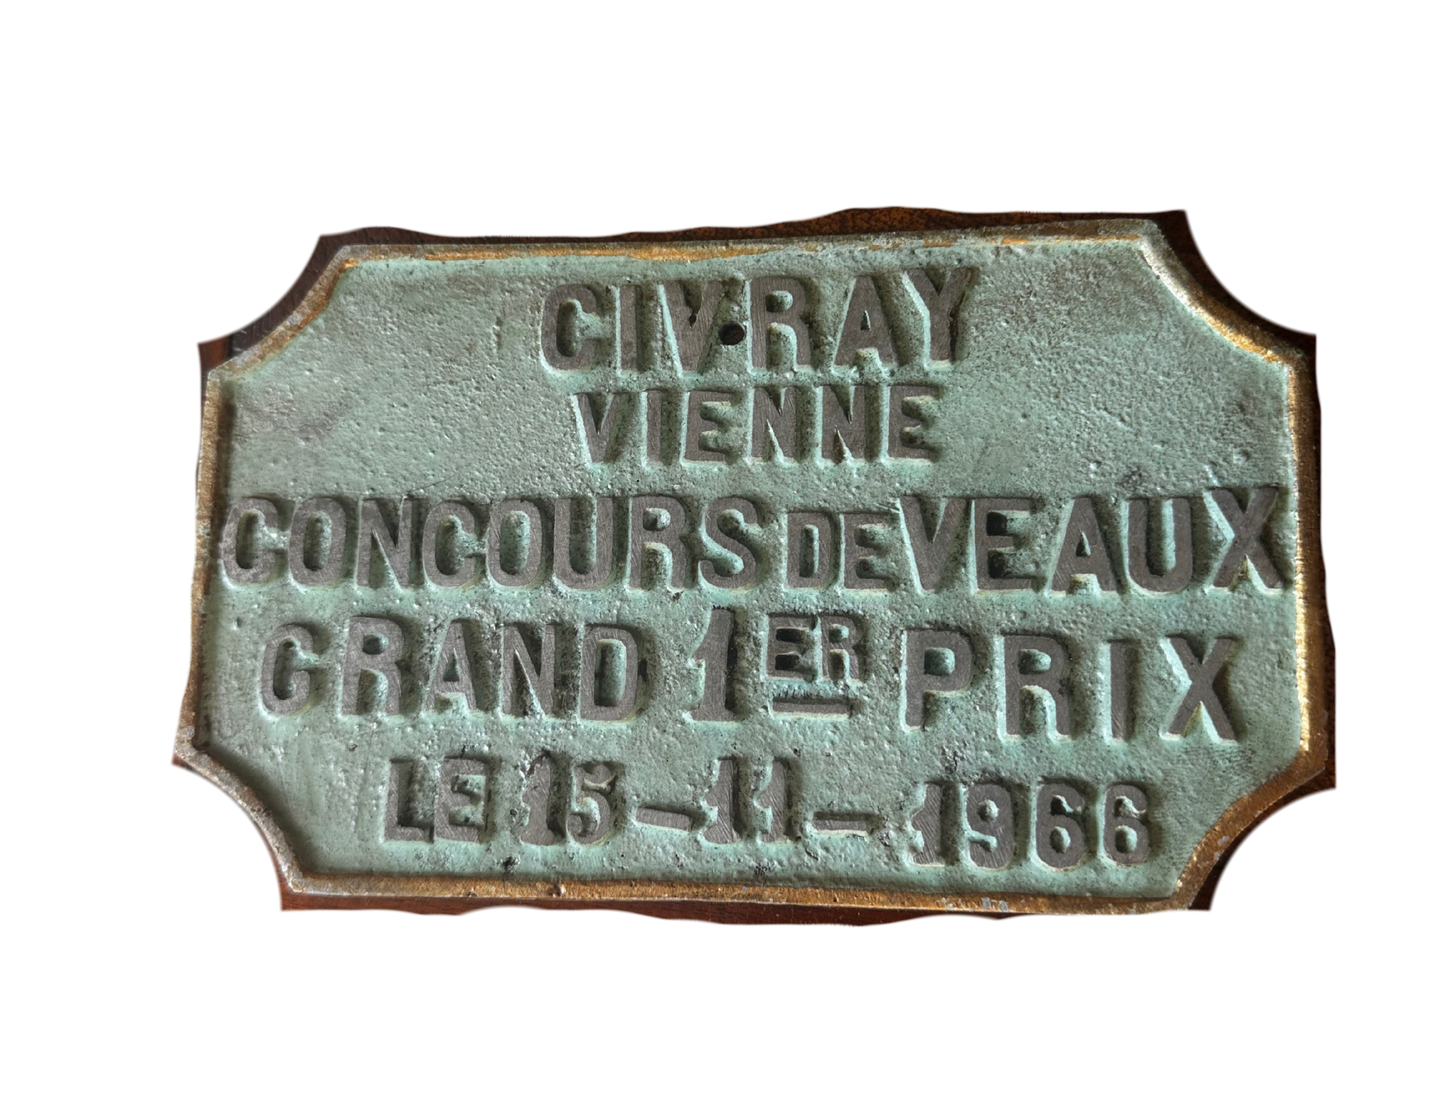 CIVRAY
VIENNE
CONCOURS DE VEAUX
GRAND 1ER PRIX
LE 15-11-1966